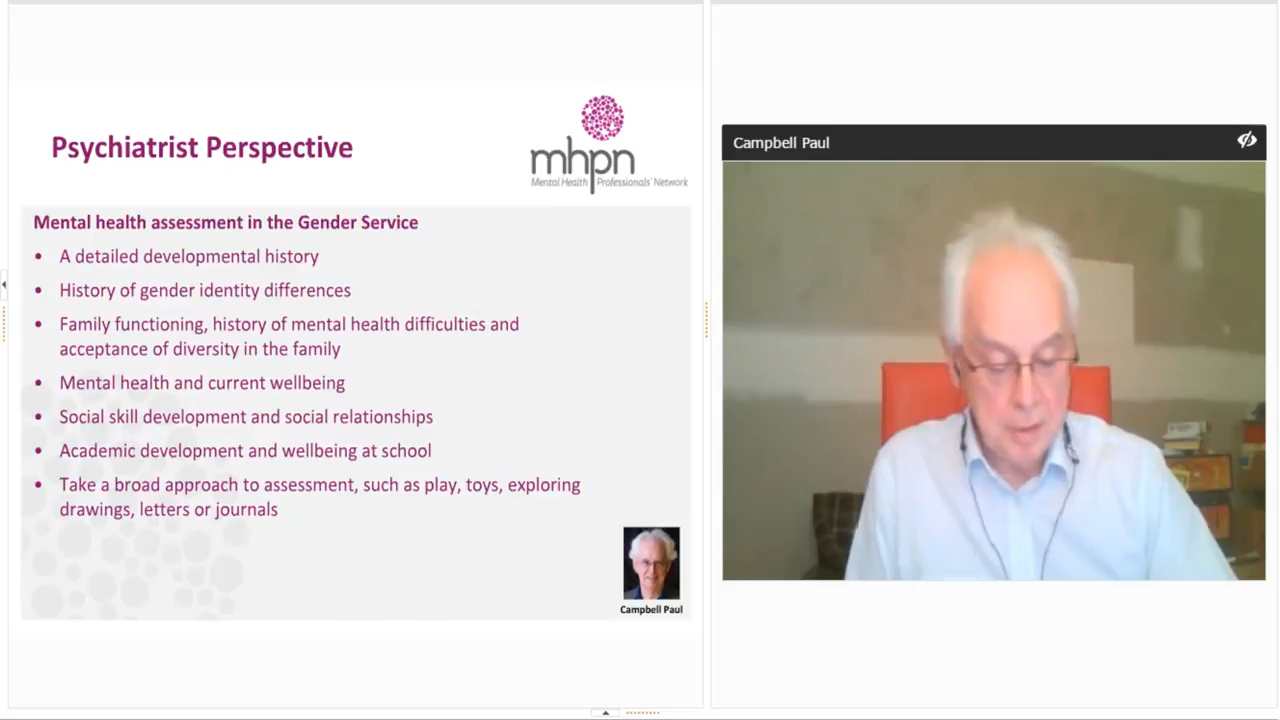 Psychiatrist Perspective
mhpn
Mental Health Professionals' Network
Mental health assessment in the Gender Service
• A detailed developmental history
• History of gender identity differences
• Family functioning, history of mental health difficulties and
acceptance of diversity in the family
• Mental health and current wellbeing
• Social skill development and social relationships
• Academic development and wellbeing at school
• Take a broad approach to assessment, such as play, toys, exploring
drawings, letters or journals
Campbell Paul
Campbell Paul